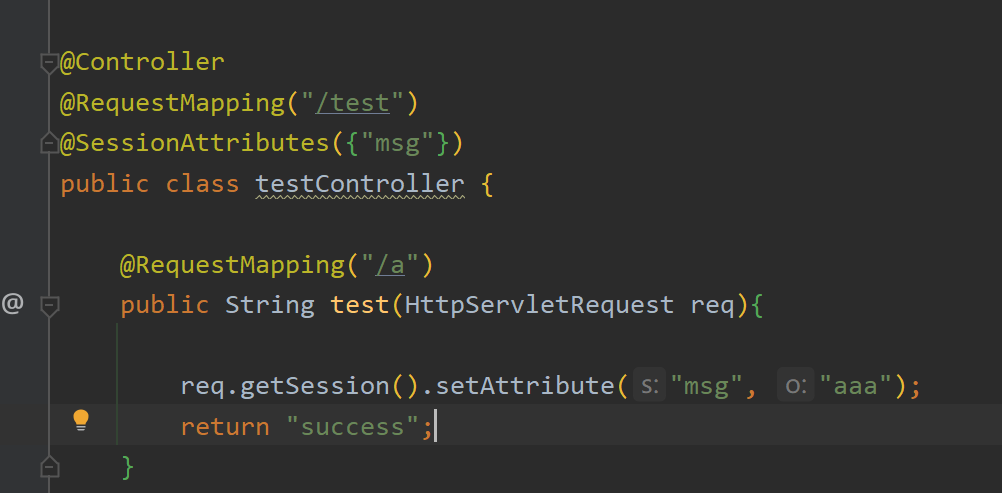 @Controller
@RequestMapping("/test")
@SessionAttributes({"msg"})
public class testController {
@RequestMapping("/a")
@ public String test(HttpServletRequest req){
req.getSession().setAttribute( s: "msg", o: "aaa");
return "success";
}